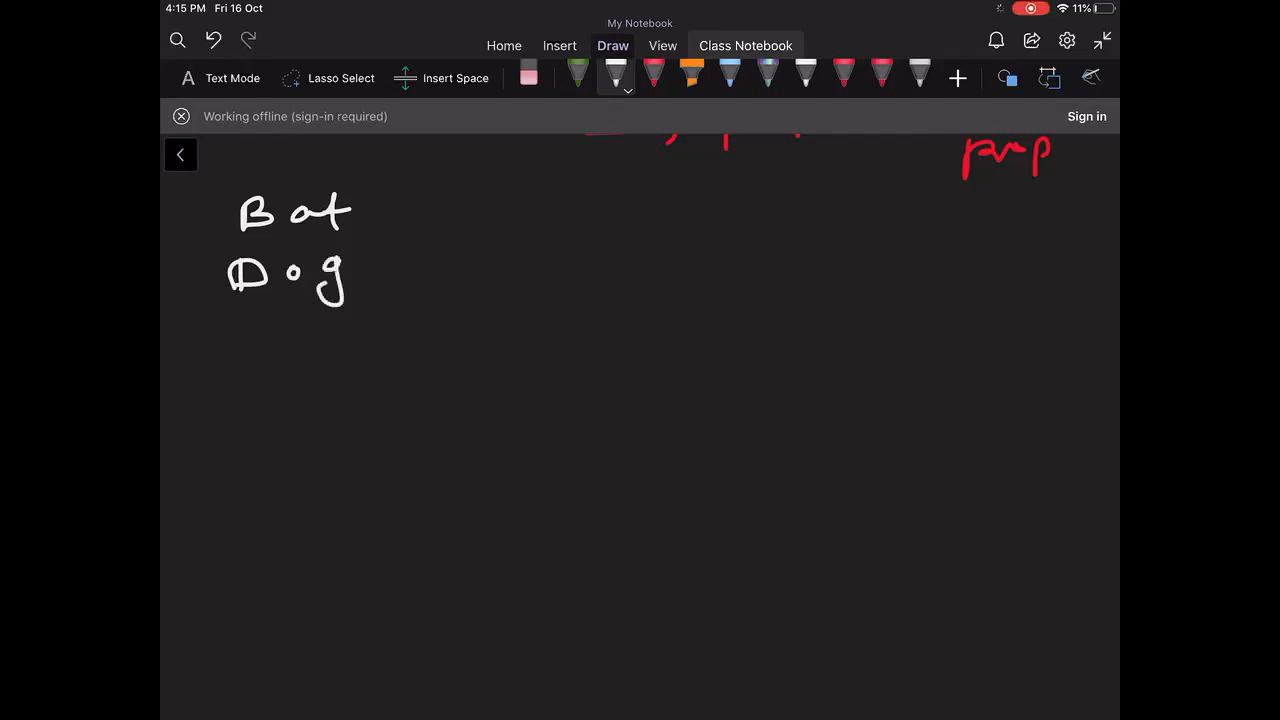 4:15 PM Fri 16 Oct 11%
My Notebook
Home Insert Draw View Class Notebook
A Text Mode Lasso Select Insert Space
Working offline (sign-in required) Sign in
Bat
Dog